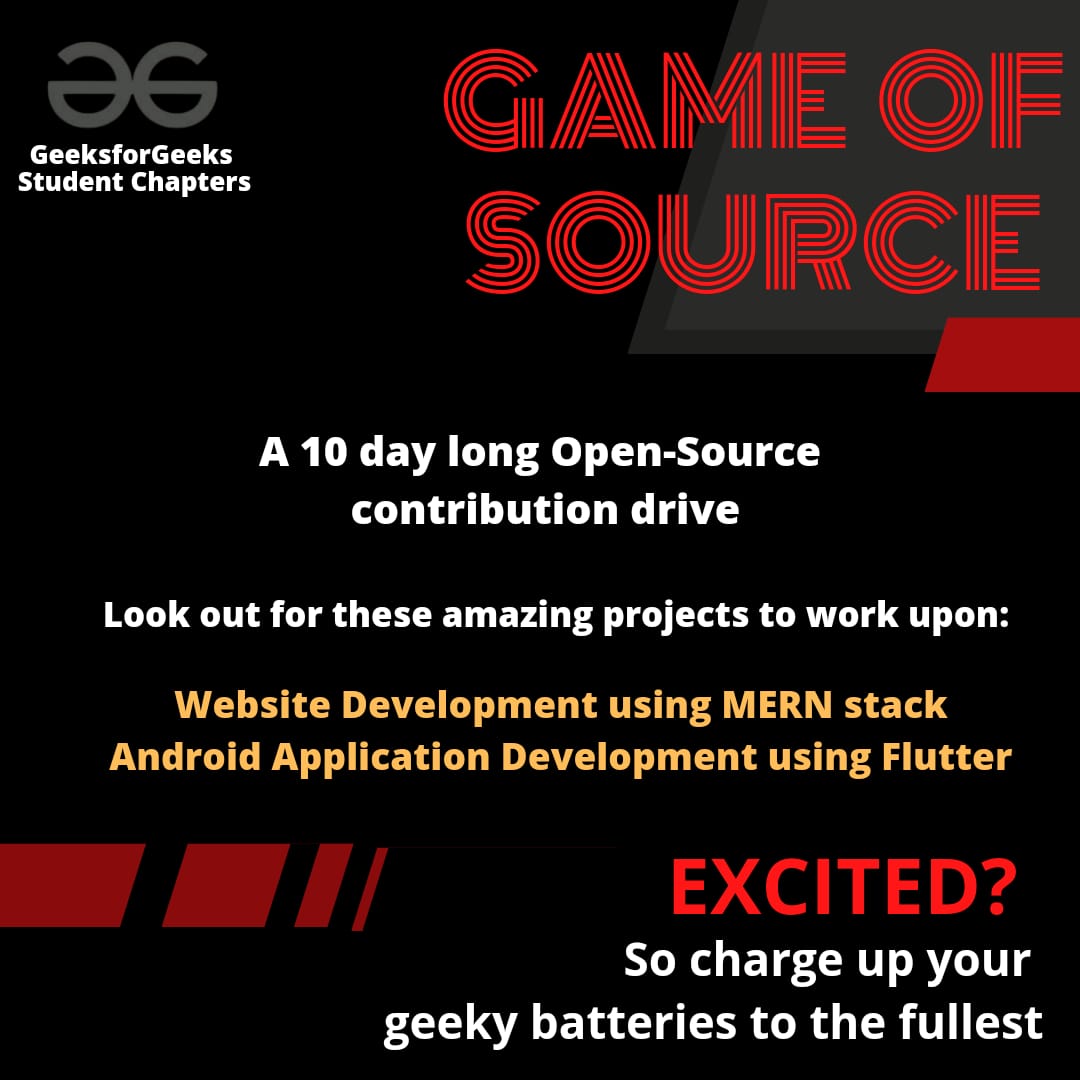 GeeksforGeeks
Student Chapters
GAME OF
SOURCE
A 10 day long Open-Source
contribution drive
Look out for these amazing projects to work upon:
Website Development using MERN stack
Android Application Development using Flutter
EXCITED?
So charge up your
geeky batteries to the fullest